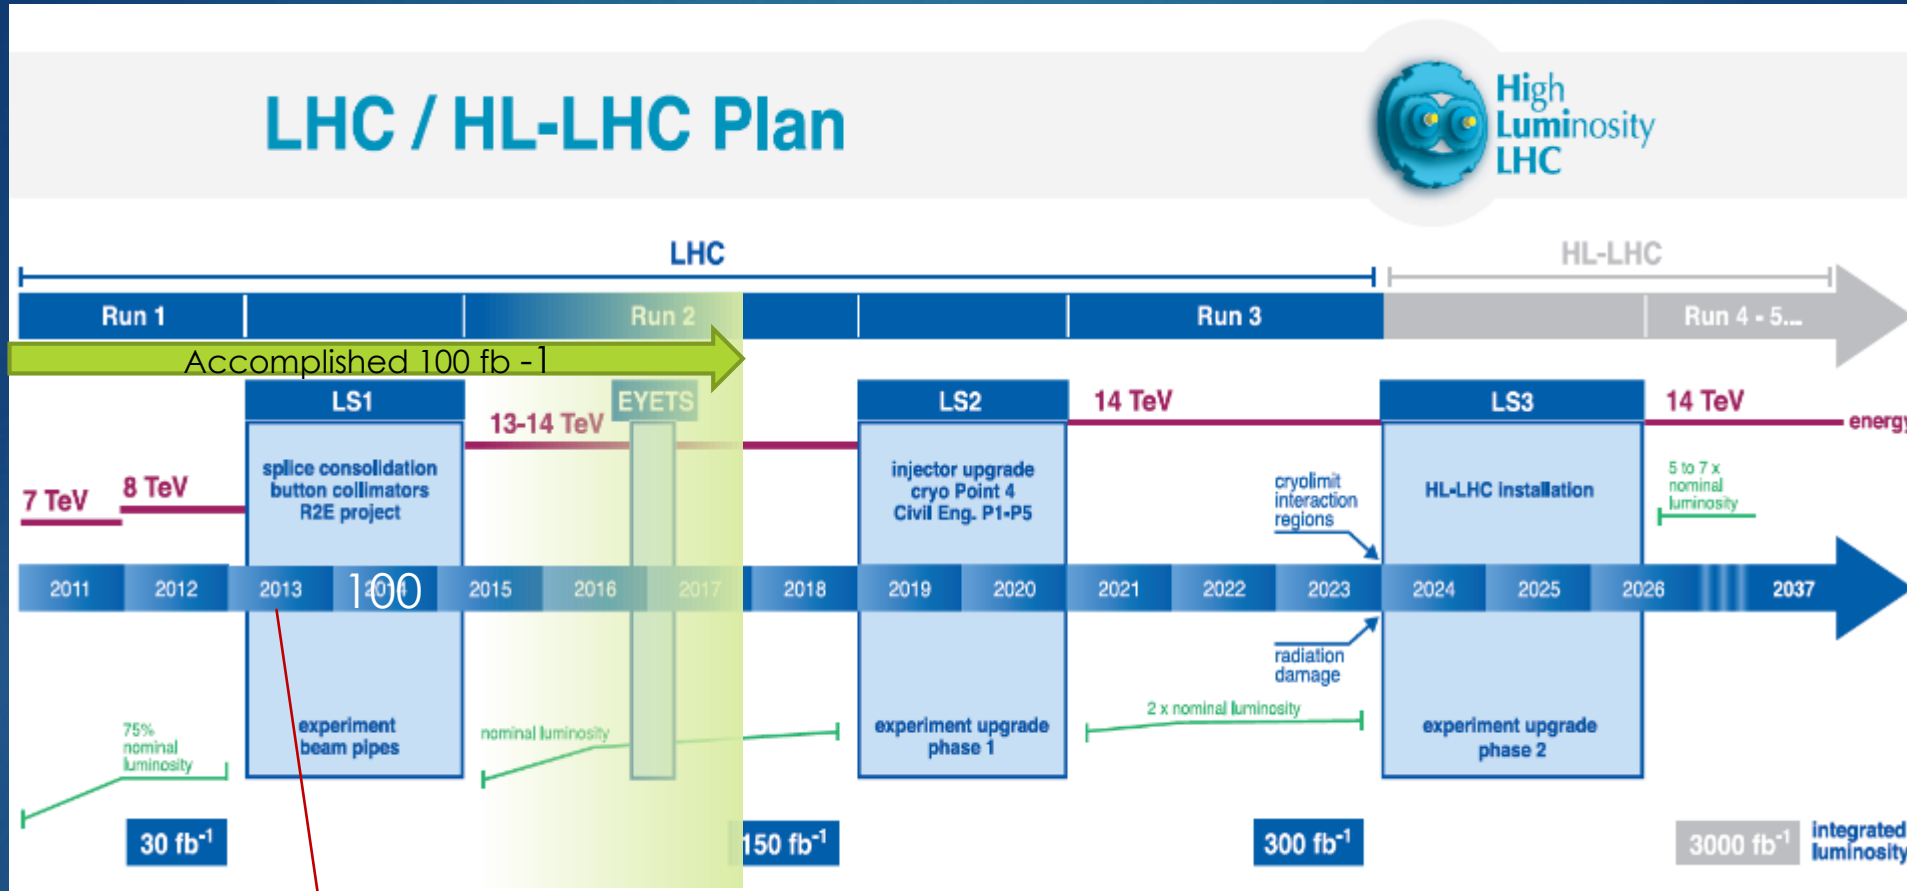 LHC / HL-LHC Plan
High
Luminosity
LHC
LHC
HL-LHC
Run 1
Run 2
Run 3
Run 4 - 5...
Accomplished 100 fb -1
LS1
EYETS
LS2
LS3
7 TeV
8 TeV
13-14 TeV
14 TeV
14 TeV
energy
splice consolidation
button collimators
R2E project
injector upgrade
cryo Point 4
Civil Eng. P1-P5
cryolimit
interaction
regions
HL-LHC installation
5 to 7 x
nominal
luminosity
2011 2012 2013 2014 2015 2016 2017 2018 2019 2020 2021 2022 2023 2024 2025 2026 2037
100
radiation
damage
75%
nominal
luminosity
experiment
beam pipes
nominal luminosity
experiment upgrade
phase 1
2 x nominal luminosity
experiment upgrade
phase 2
30 fb⁻¹
150 fb⁻¹
300 fb⁻¹
3000 fb⁻¹
integrated
luminosity